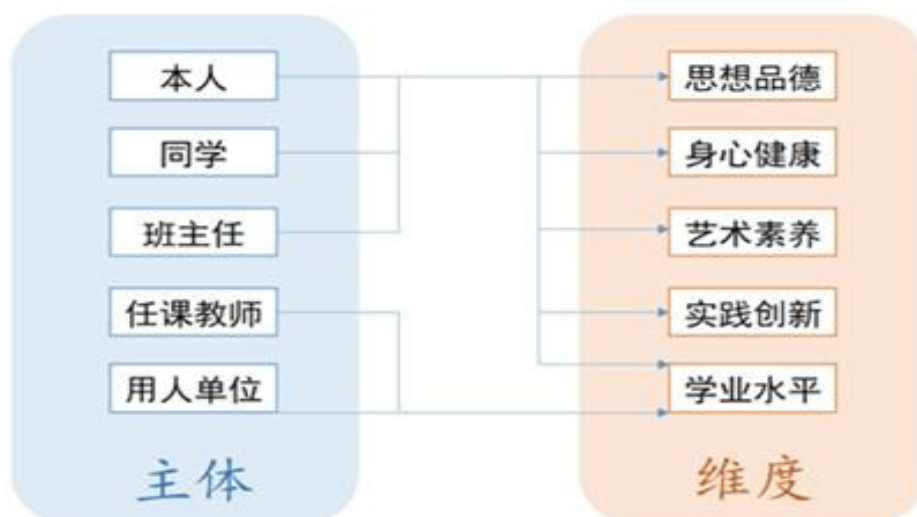 本人
同学
班主任
任课教师
用人单位
主体
思想品德
身心健康
艺术素养
实践创新
学业水平
维度